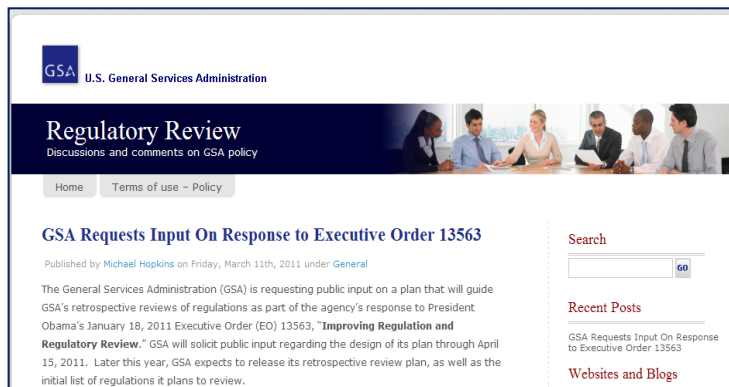 GSA
U.S. General Services Administration
Regulatory Review
Discussions and comments on GSA policy
Home
Terms of use – Policy
GSA Requests Input On Response to Executive Order 13563
Published by Michael Hopkins on Friday, March 11th, 2011 under General
The General Services Administration (GSA) is requesting public input on a plan that will guide
GSA's retrospective reviews of regulations as part of the agency's response to President
Obama's January 18, 2011 Executive Order (EO) 13563, "Improving Regulation and
Regulatory Review." GSA will solicit public input regarding the design of its plan through April
15, 2011.  Later this year, GSA expects to release its retrospective review plan, as well as the
initial list of regulations it plans to review.
Search
GO
Recent Posts
GSA Requests Input On Response
to Executive Order 13563
Websites and Blogs